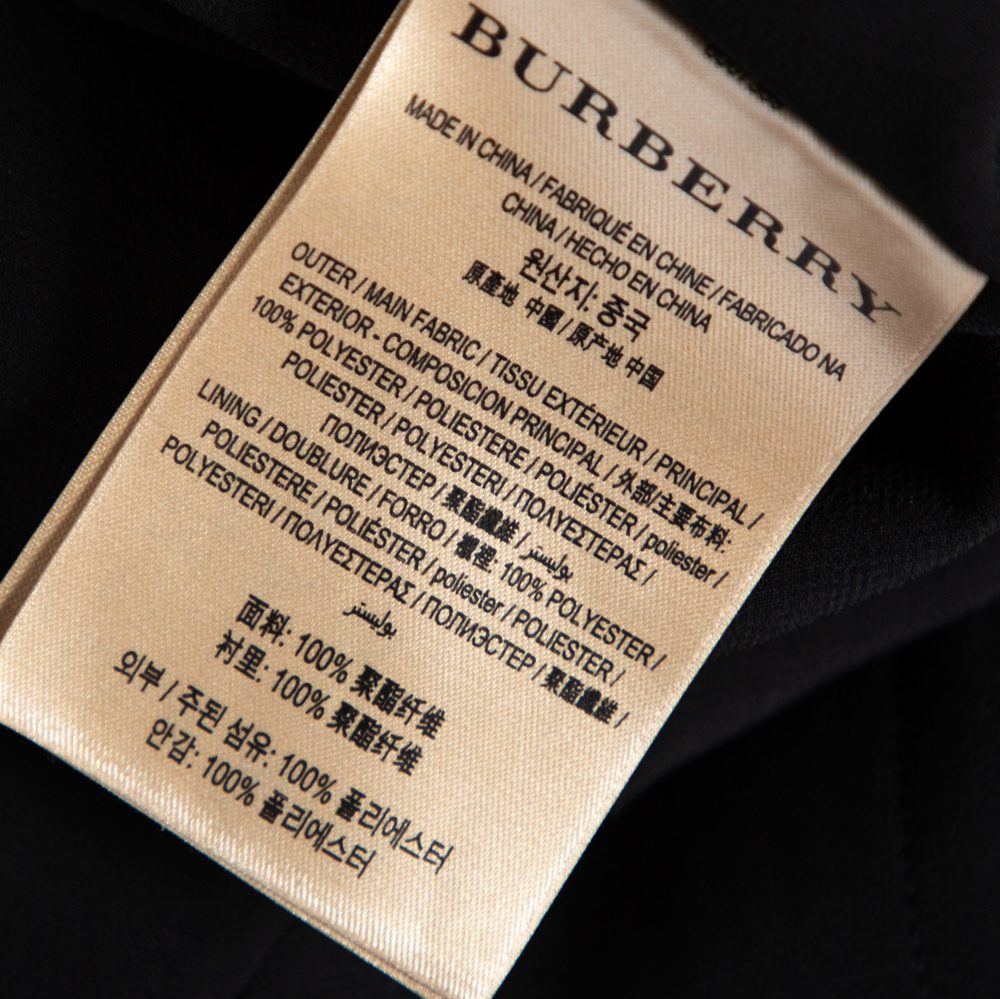 BURBERRY
MADE IN CHINA / FABRIQUÉ EN CHINE / FABRICADO NA
CHINA / HECHO EN CHINA
원산지: 중국
原產地 中國 / 原产地 中国
OUTER / MAIN FABRIC / TISSU EXTÉRIEUR / PRINCIPAL /
EXTERIOR - COMPOSICION PRINCIPAL / 外部/主要布料:
100% POLYESTER / POLIESTERE / POLIÉSTER / poliester /
POLIESTER / POLYESTERI / ΠΟΛΥΕΣΤΕΡΑΣ /
ПОЛИЭСТЕР / 聚酯纖維 / بوليستر
LINING / DOUBLURE / FORRO / 襯裡: 100% POLYESTER /
POLIESTERE / POLIÉSTER / poliester / POLIESTER /
POLYESTERI / ΠΟΛΥΕΣΤΕΡΑΣ / ПОЛИЭСТЕР / 聚酯纖維 /
بوليستر
面料: 100% 聚酯纤维
衬里: 100% 聚酯纤维
외부 / 주된 섬유: 100% 폴리에스터
안감: 100% 폴리에스터